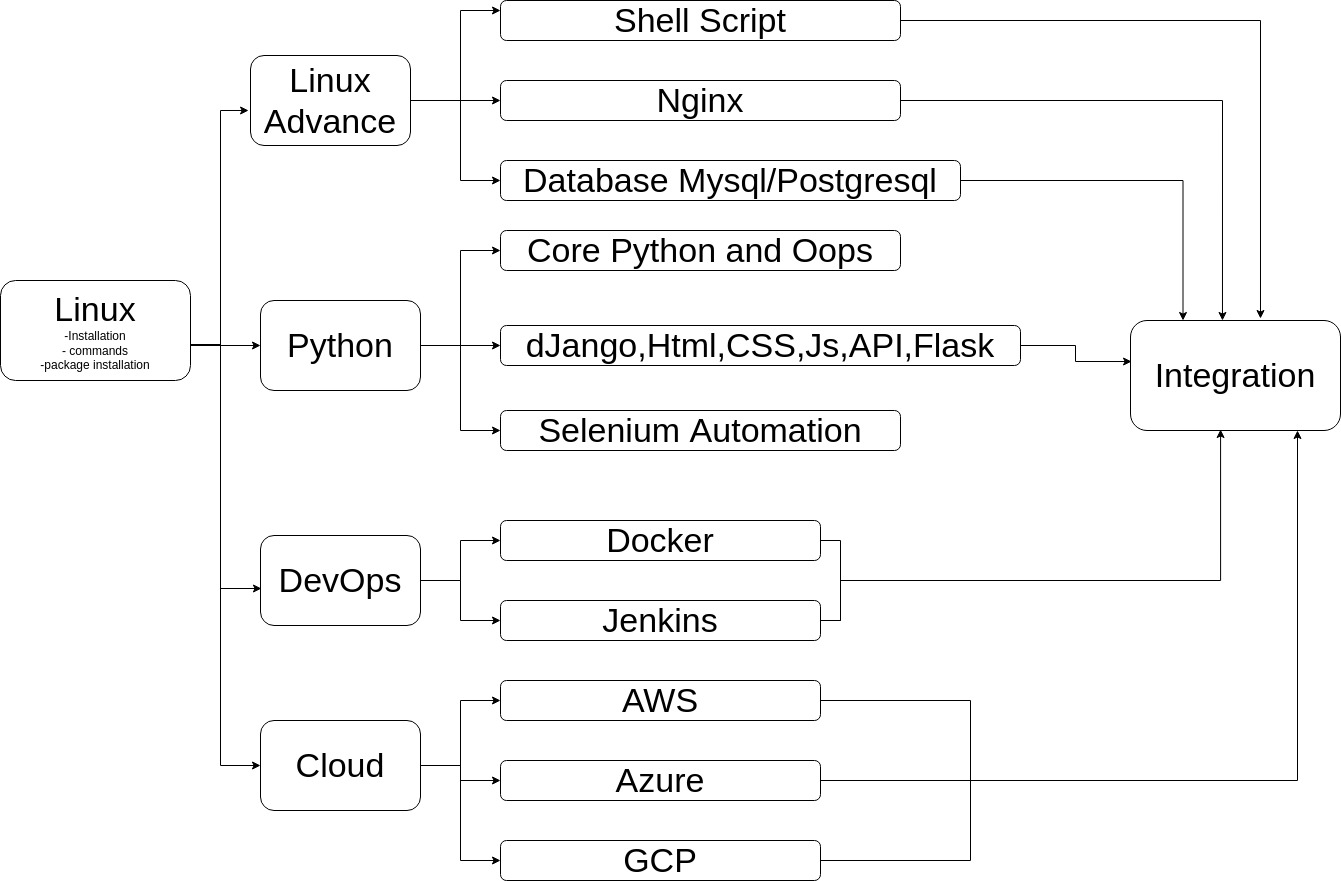 Shell Script
Linux
Advance
Nginx
Database Mysql/Postgresql
Core Python and Oops
Linux
-Installation
- commands
-package installation
Python
dJango,Html,CSS,Js,API,Flask
Integration
Selenium Automation
Docker
DevOps
Jenkins
AWS
Cloud
Azure
GCP